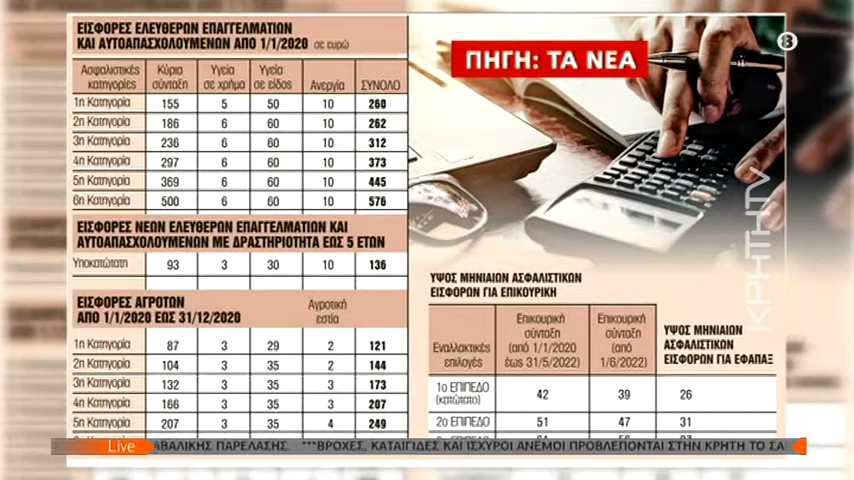 ΕΙΣΦΟΡΕΣ ΕΛΕΥΘΕΡΩΝ ΕΠΑΓΓΕΛΜΑΤΙΩΝ
ΚΑΙ ΑΥΤΟΑΠΑΣΧΟΛΟΥΜΕΝΩΝ ΑΠΟ 1/1/2020 σε ευρώ
Ασφαλιστικές κατηγορίες Κύρια σύνταξη Υγεία σε χρήμα Υγεία σε είδος Ανεργία ΣΥΝΟΛΟ
1η Κατηγορία 155 5 50 10 260
2η Κατηγορία 186 6 60 10 262
3η Κατηγορία 236 6 60 10 312
4η Κατηγορία 297 6 60 10 373
5η Κατηγορία 369 6 60 10 445
6η Κατηγορία 500 6 60 10 576
ΕΙΣΦΟΡΕΣ ΝΕΩΝ ΕΛΕΥΘΕΡΩΝ ΕΠΑΓΓΕΛΜΑΤΙΩΝ ΚΑΙ
ΑΥΤΟΑΠΑΣΧΟΛΟΥΜΕΝΩΝ ΜΕ ΔΡΑΣΤΗΡΙΟΤΗΤΑ ΕΩΣ 5 ΕΤΩΝ
Υποκατώτατη 93 3 30 10 136
ΕΙΣΦΟΡΕΣ ΑΓΡΟΤΩΝ
ΑΠΟ 1/1/2020 ΕΩΣ 31/12/2020
Αγροτική
εστία
1η Κατηγορία 87 3 29 2 121
2η Κατηγορία 104 3 35 2 144
3η Κατηγορία 132 3 35 3 173
4η Κατηγορία 166 3 35 3 207
5η Κατηγορία 207 3 35 4 249
ΠΗΓΗ: ΤΑ ΝΕΑ
8
ΚΡΗΤΗ TV
ΥΨΟΣ ΜΗΝΙΑΙΩΝ ΑΣΦΑΛΙΣΤΙΚΩΝ
ΕΙΣΦΟΡΩΝ ΓΙΑ ΕΠΙΚΟΥΡΙΚΗ
Εναλλακτικές επιλογές
Επικουρική σύνταξη (από 1/1/2020 έως 31/5/2022)
Επικουρική σύνταξη (από 1/6/2022)
ΥΨΟΣ ΜΗΝΙΑΙΩΝ
ΑΣΦΑΛΙΣΤΙΚΩΝ
ΕΙΣΦΟΡΩΝ ΓΙΑ ΕΦΑΠΑΞ
1ο ΕΠΙΠΕΔΟ (κατώτατο) 42 39 26
2ο ΕΠΙΠΕΔΟ 51 47 31
Live ΑΒΑΛΙΚΗΣ ΠΑΡΕΛΑΣΗΣ. ***ΒΡΟΧΕΣ, ΚΑΤΑΙΓΙΔΕΣ ΚΑΙ ΙΣΧΥΡΟΙ ΑΝΕΜΟΙ ΠΡΟΒΛΕΠΟΝΤΑΙ ΣΤΗΝ ΚΡΗΤΗ ΤΟ ΣΑ